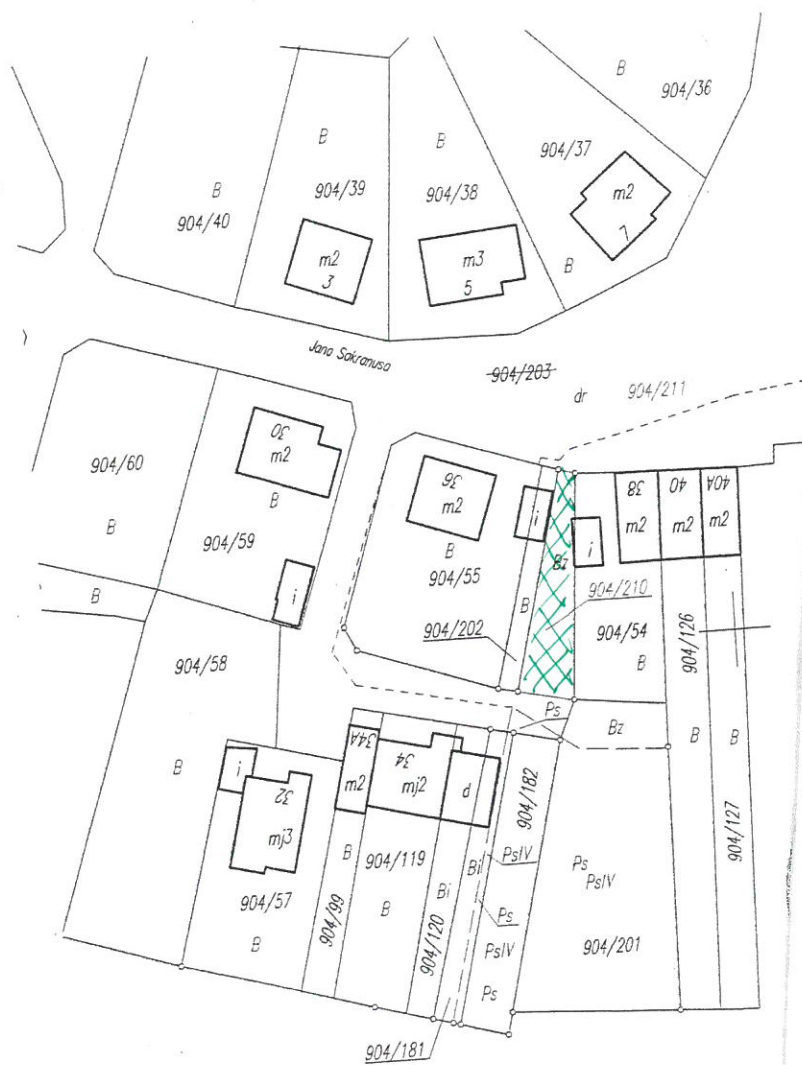 B
904/36
B
904/39
B
904/38
904/37
B
904/40
m2
3
m3
5
m2
7
B
Jana Sakranusa
904/203
dr
904/211
904/60
B
30
m2
B
904/59
i
36
m2
B
904/55
i
Bz
904/210
i
38
m2
40
m2
40A
m2
B
904/202
B
904/54
B
904/126
B
904/58
B
Ps
Bz
B
B
904/127
i
32
mj3
34A
m2
34
mj2
d
904/182
B
904/119
B
Bi
PsIV
Ps
PsIV
904/57
B
904/99
904/120
Bi
Ps
PsIV
Ps
904/201
904/181